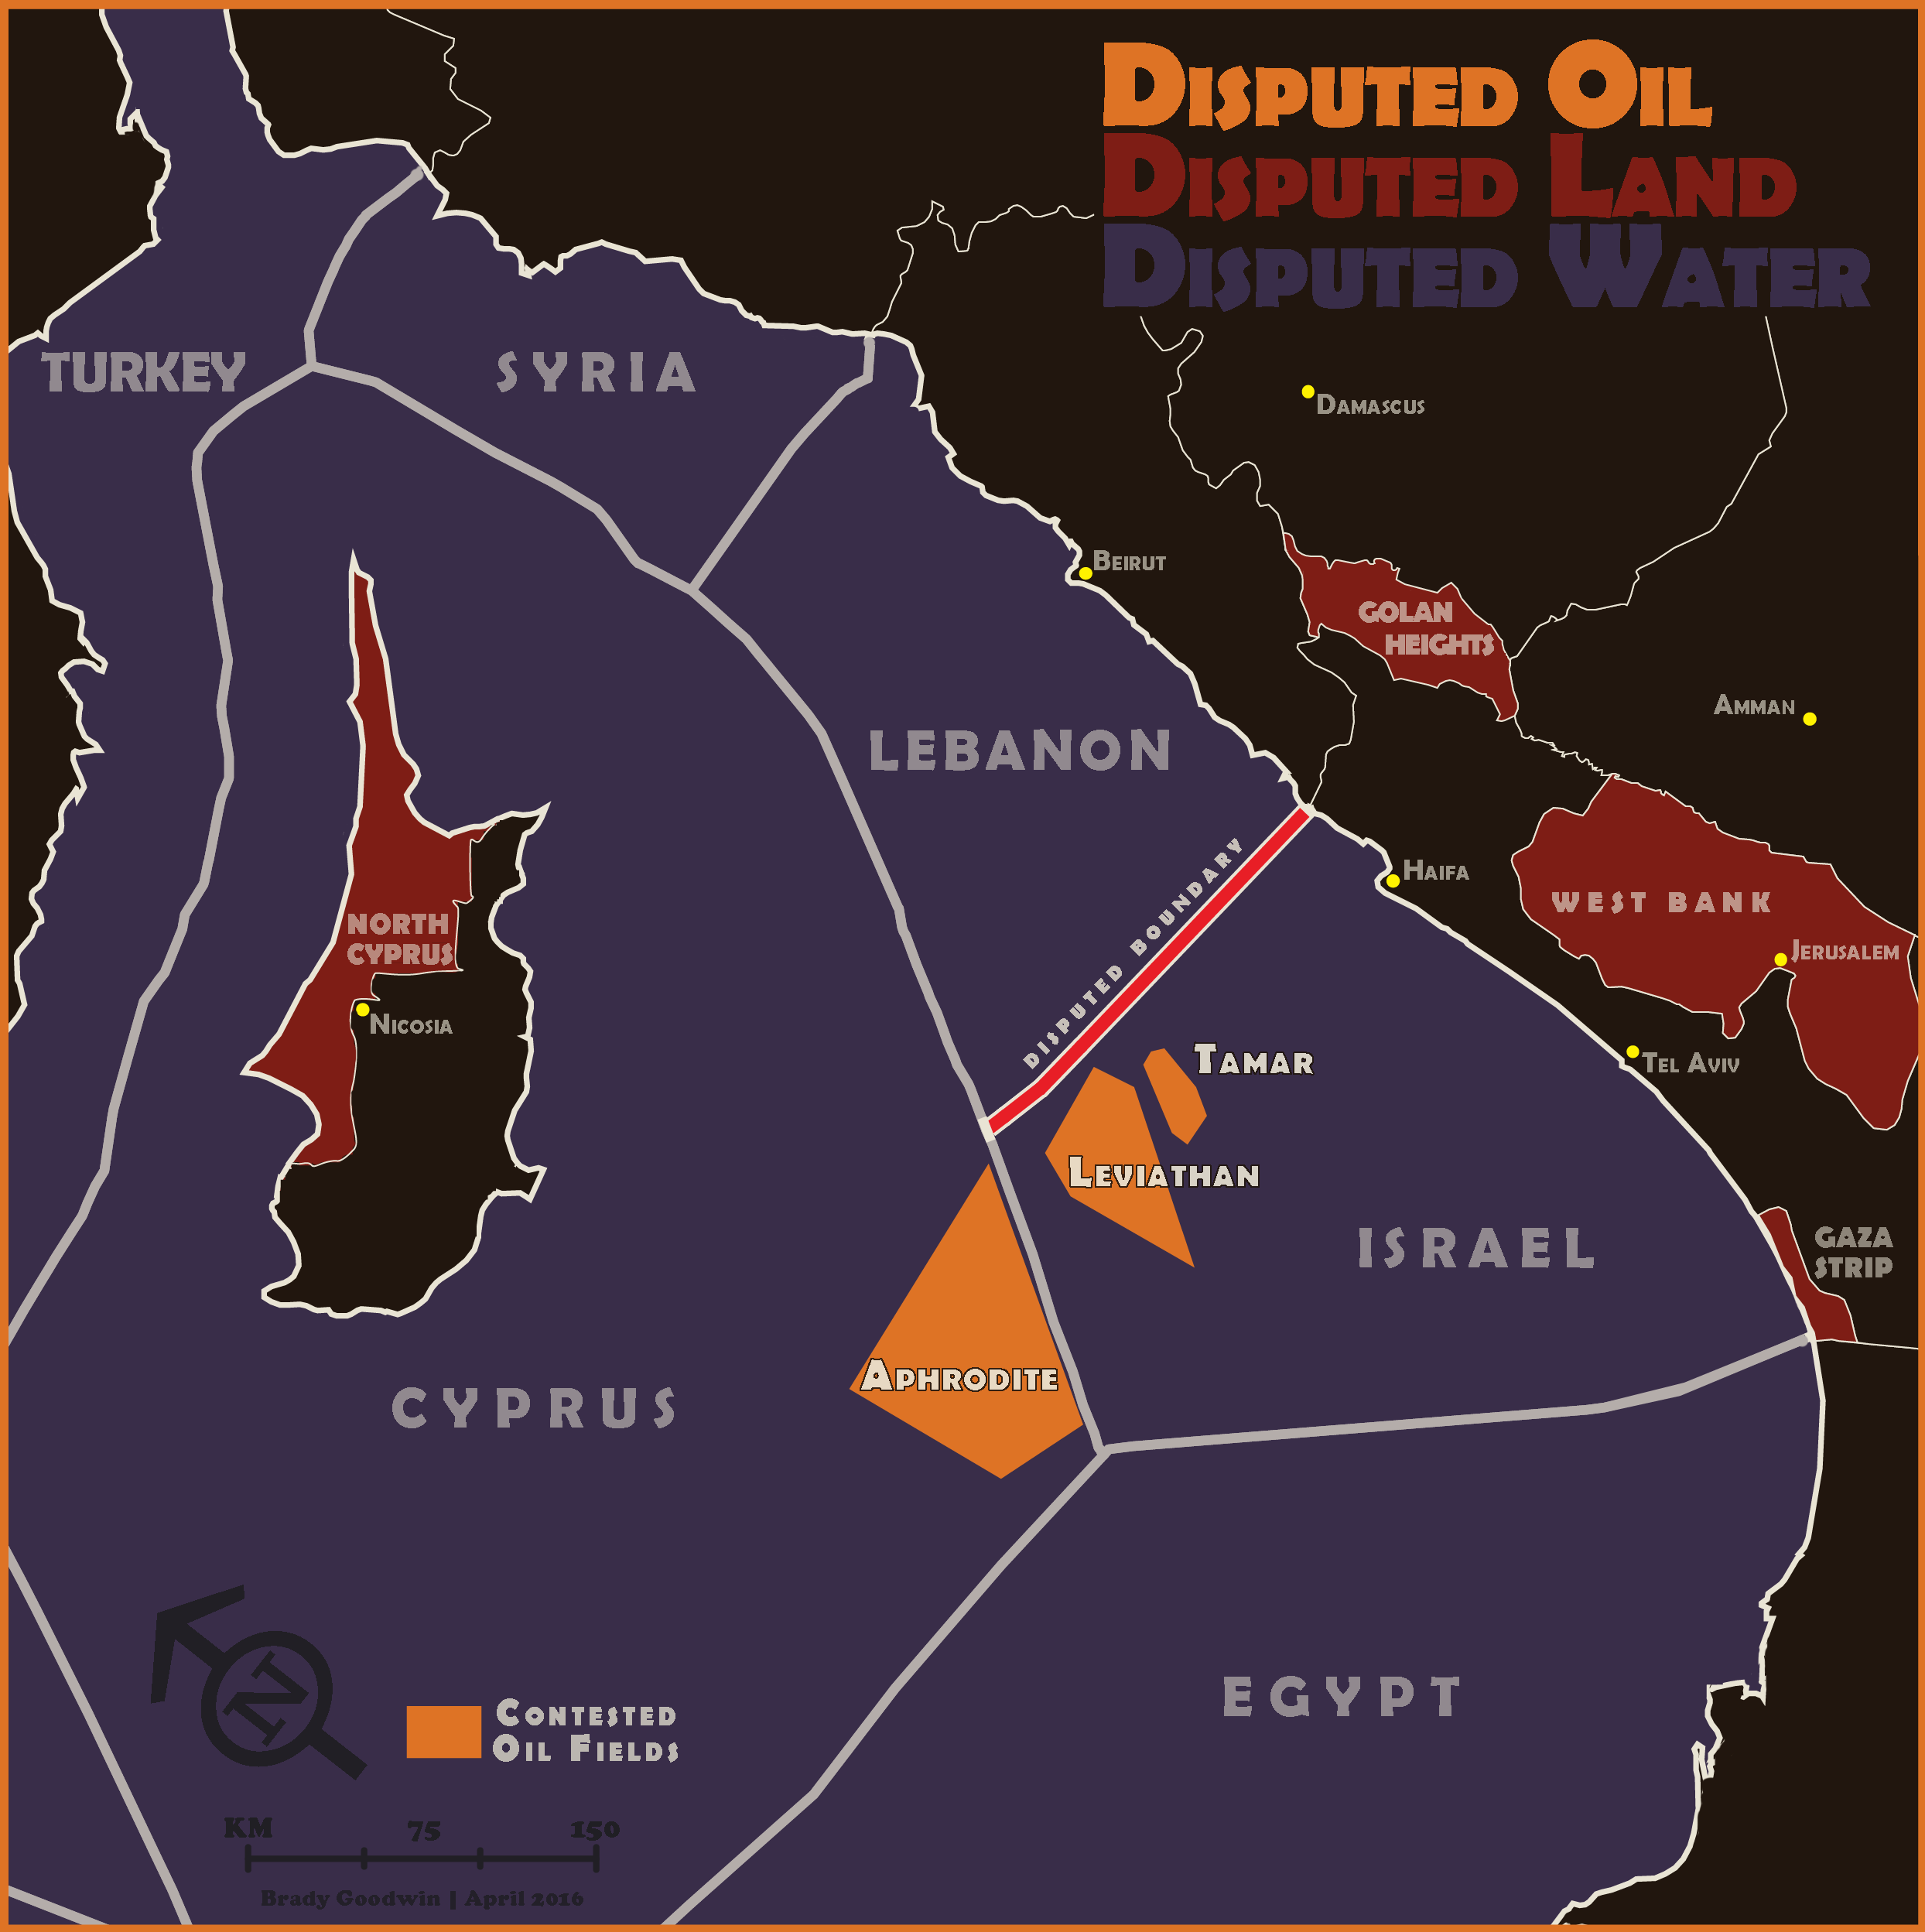 Disputed Oil
Disputed Land
Disputed Water
TURKEY
SYRIA
Damascus
Beirut
GOLAN
HEIGHTS
Amman
LEBANON
DISPUTED BOUNDARY
Haifa
WEST BANK
Jerusalem
NORTH
CYPRUS
Nicosia
Tel Aviv
Tamar
Leviathan
ISRAEL
GAZA
STRIP
Aphrodite
CYPRUS
EGYPT
N
Contested
Oil Fields
KM 75 150
Brady Goodwin | April 2016